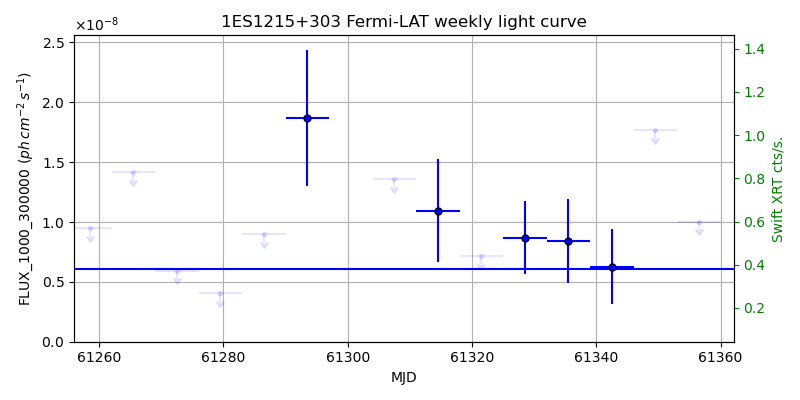 1ES1215+303 Fermi-LAT weekly light curve
×10⁻⁸
FLUX_1000_300000 (ph cm⁻² s⁻¹)
2.5
2.0
1.5
1.0
0.5
0.0
61260 61280 61300 61320 61340 61360
MJD
1.4
1.2
1.0
0.8
0.6
0.4
0.2
Swift XRT cts/s.